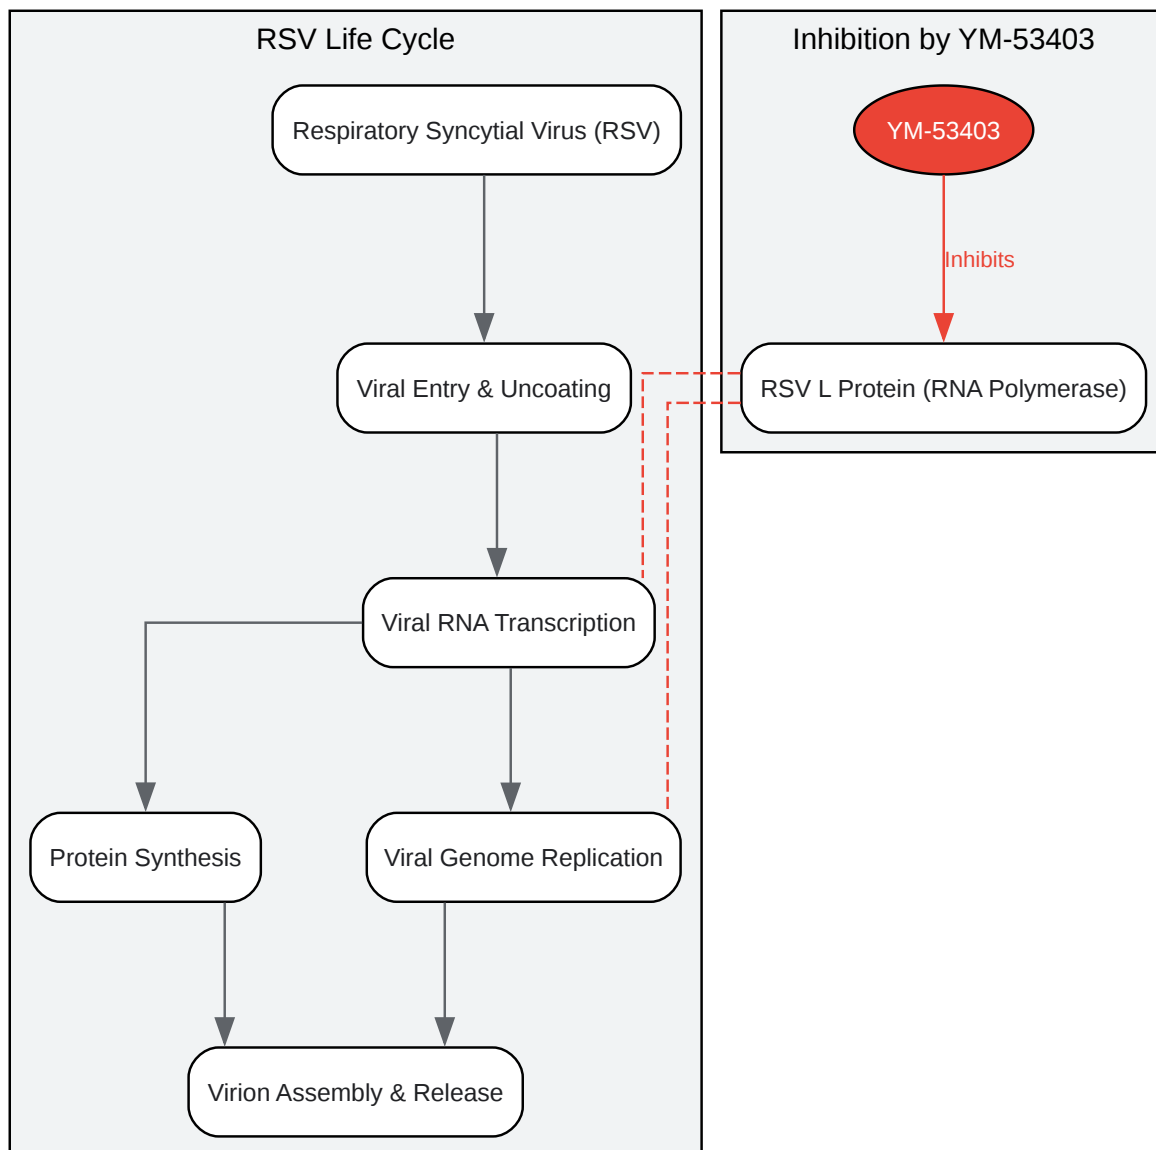 RSV Life Cycle
Inhibition by YM-53403
Respiratory Syncytial Virus (RSV)
YM-53403
Inhibits
Viral Entry & Uncoating
RSV L Protein (RNA Polymerase)
Viral RNA Transcription
Protein Synthesis
Viral Genome Replication
Virion Assembly & Release